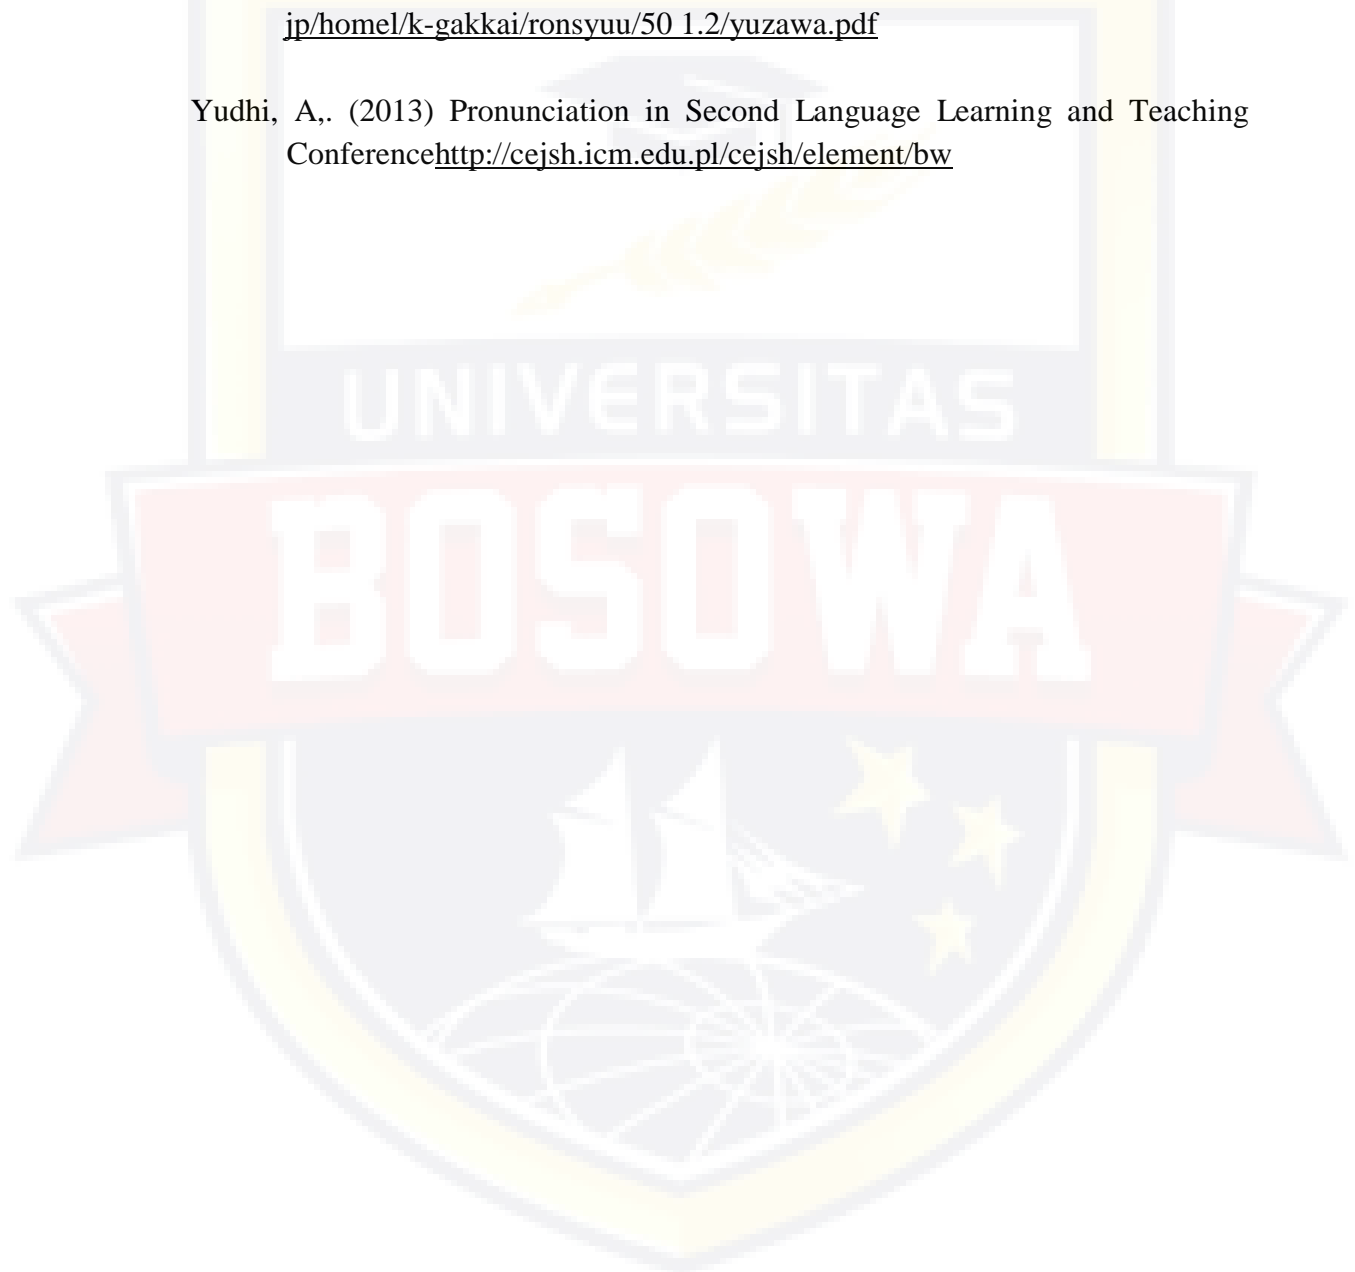 jp/homel/k-gakkai/ronsyuu/50 1.2/yuzawa.pdf
Yudhi, A,. (2013) Pronunciation in Second Language Learning and Teaching
Conferencehttp://cejsh.icm.edu.pl/cejsh/element/bw
UNIVERSITAS
BOSOWA